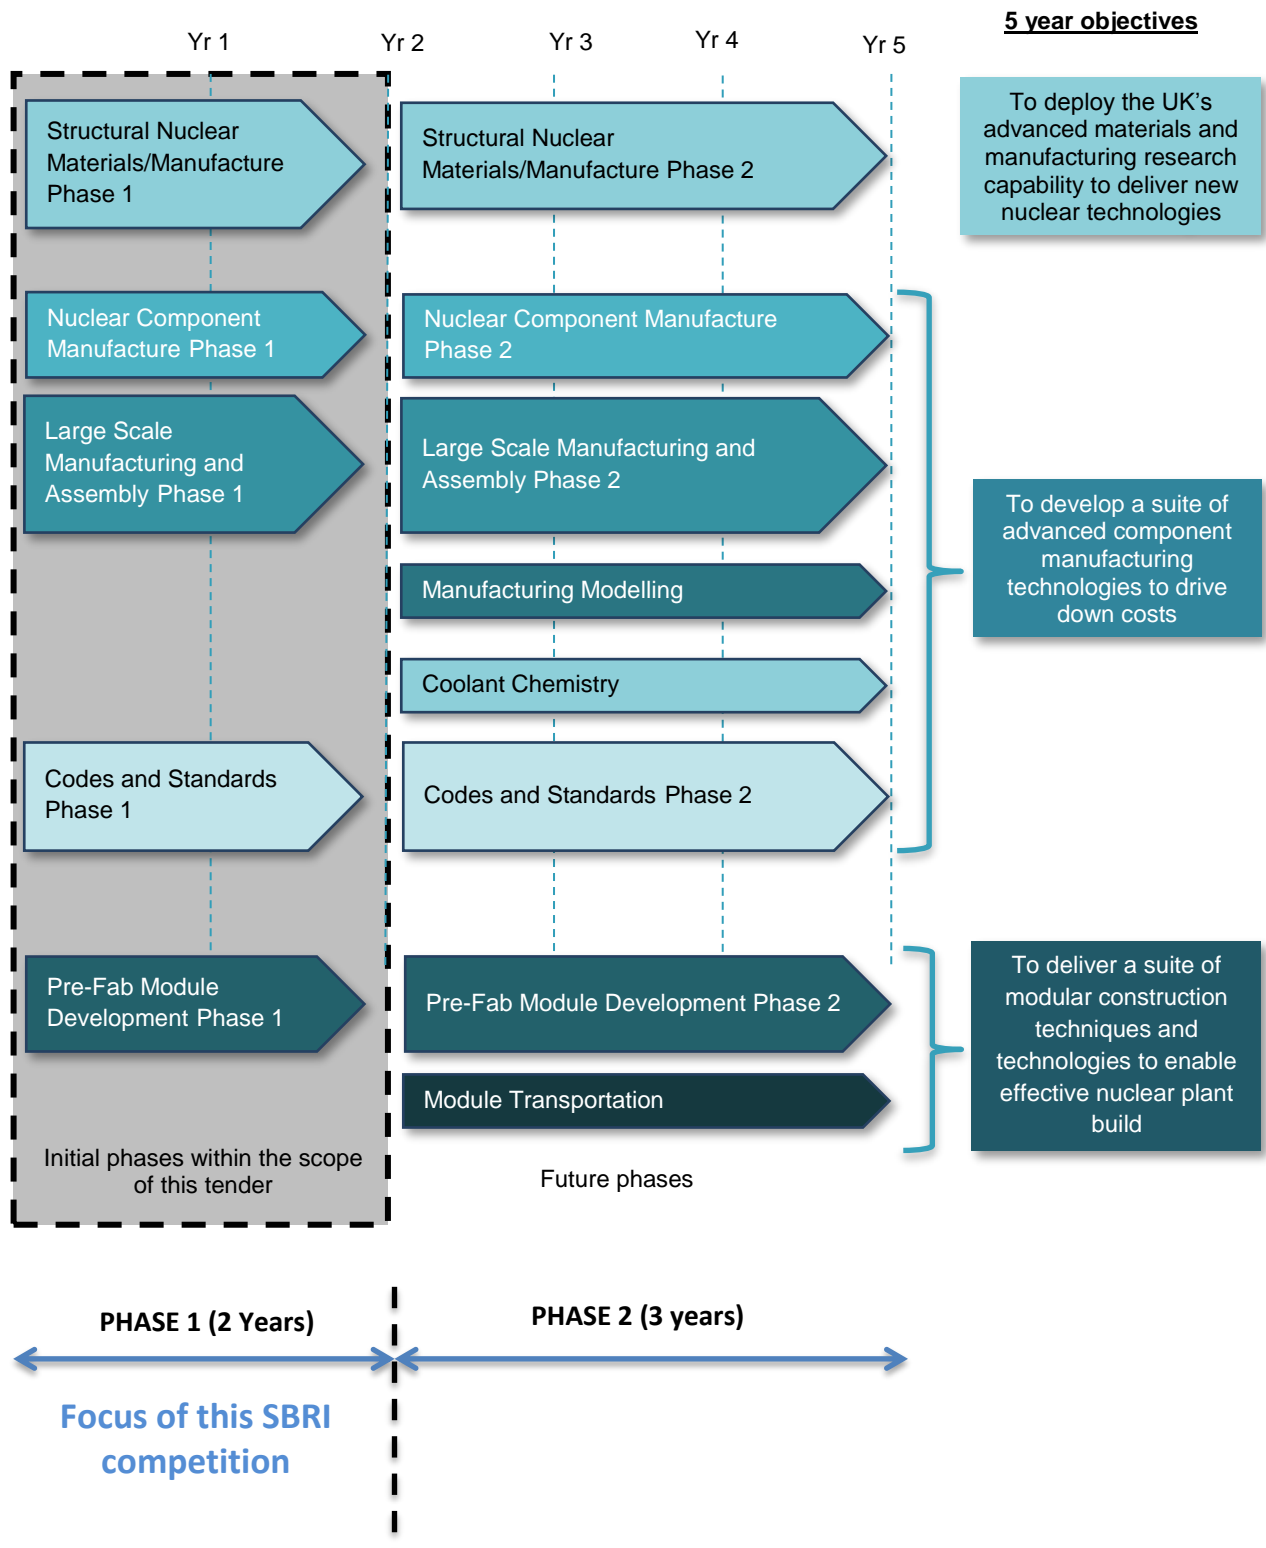 5 year objectives
Yr 1
Yr 2
Yr 3
Yr 4
Yr 5
Structural Nuclear
Materials/Manufacture
Phase 1
Structural Nuclear
Materials/Manufacture Phase 2
To deploy the UK's
advanced materials and
manufacturing research
capability to deliver new
nuclear technologies
Nuclear Component
Manufacture Phase 1
Nuclear Component Manufacture
Phase 2
Large Scale
Manufacturing and
Assembly Phase 1
Large Scale Manufacturing and
Assembly Phase 2
Manufacturing Modelling
Coolant Chemistry
Codes and Standards
Phase 1
Codes and Standards Phase 2
To develop a suite of
advanced component
manufacturing
technologies to drive
down costs
Pre-Fab Module
Development Phase 1
Pre-Fab Module Development Phase 2
Module Transportation
To deliver a suite of
modular construction
techniques and
technologies to enable
effective nuclear plant
build
Initial phases within the scope
of this tender
Future phases
PHASE 1 (2 Years)
PHASE 2 (3 years)
Focus of this SBRI
competition